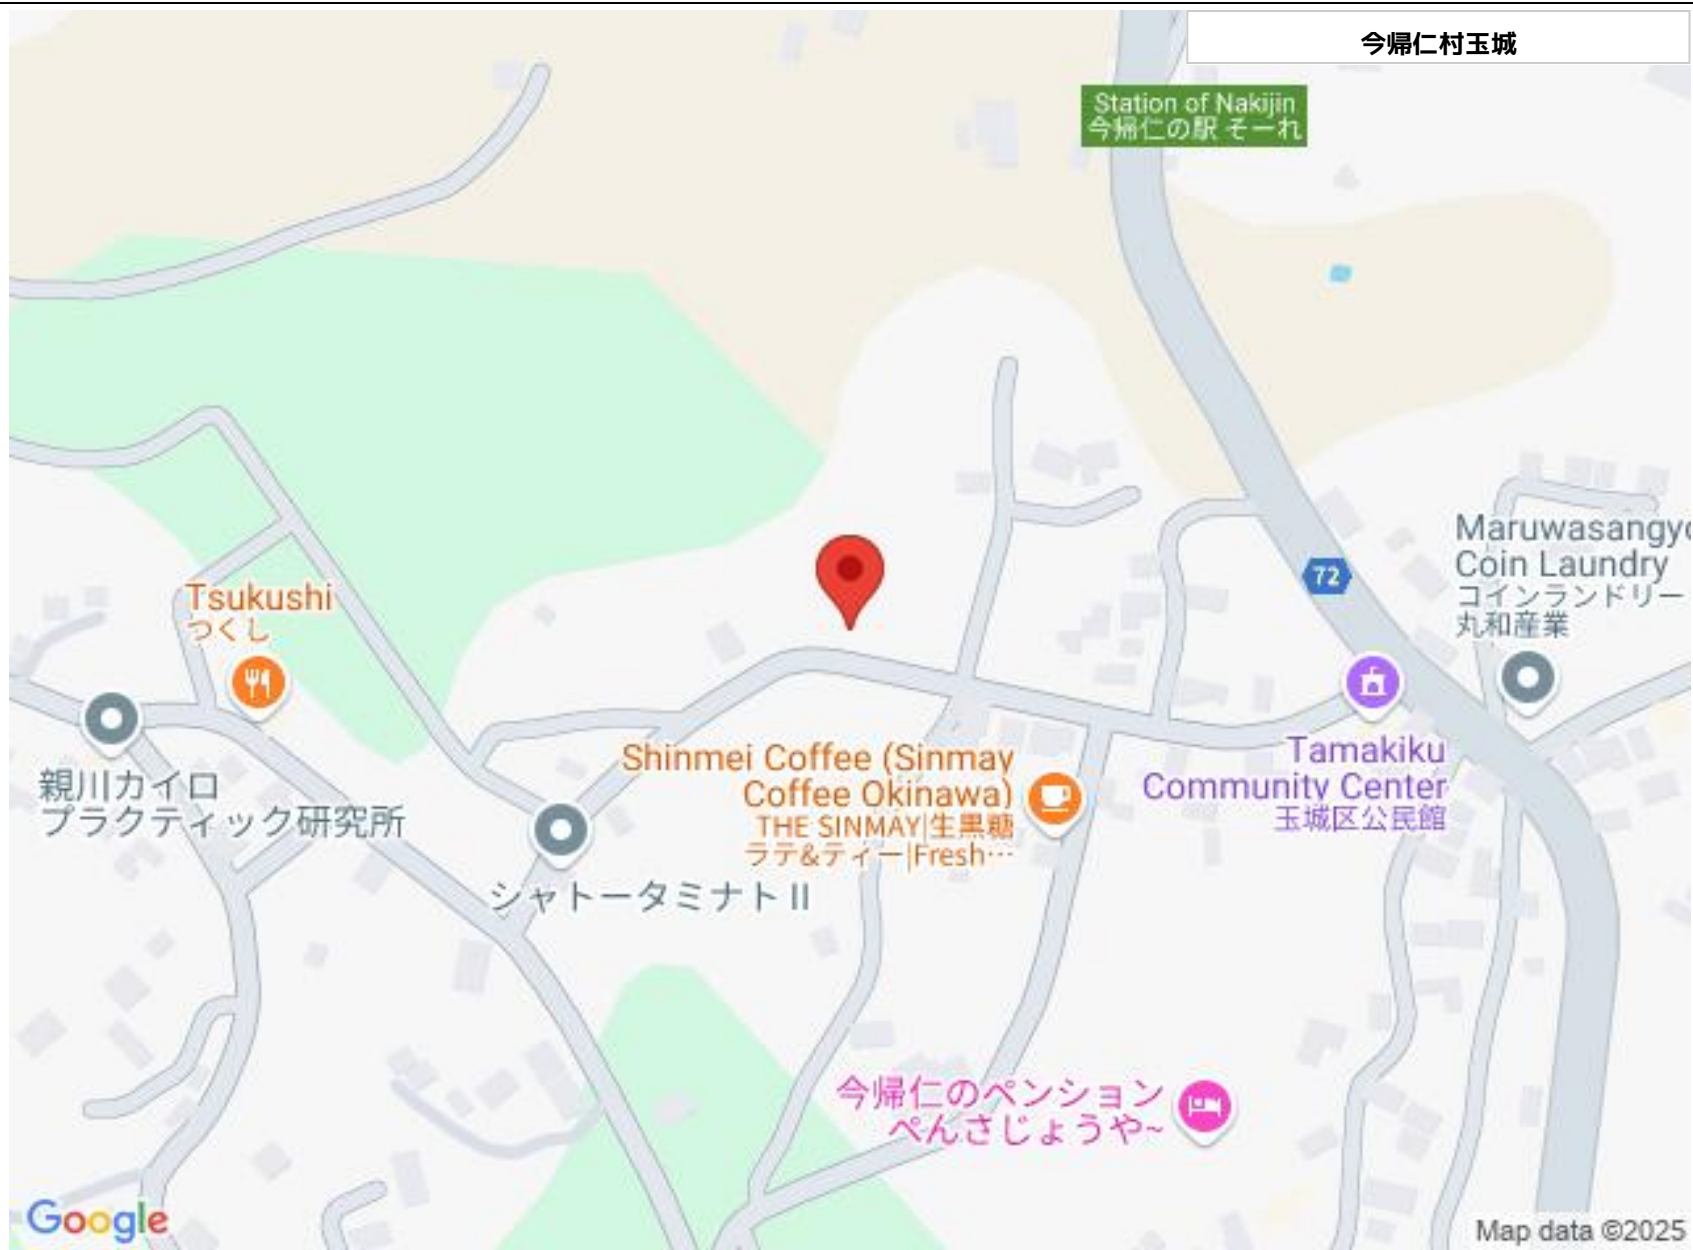 今帰仁村玉城
Station of Nakijin
今帰仁の駅 そーれ
72
Maruwasangyo
Coin Laundry
コインランドリー
丸和産業
Tsukushi
つくし
親川カイロ
プラクティック研究所
Shinmei Coffee (Sinmay
Coffee Okinawa)
THE SINMAY|生黒糖
ラテ&ティー|Fresh…
Tamakiku
Community Center
玉城区公民館
シャトータミナトⅡ
今帰仁のペンション
ぺんさじょうや~
Google
Map data ©2025